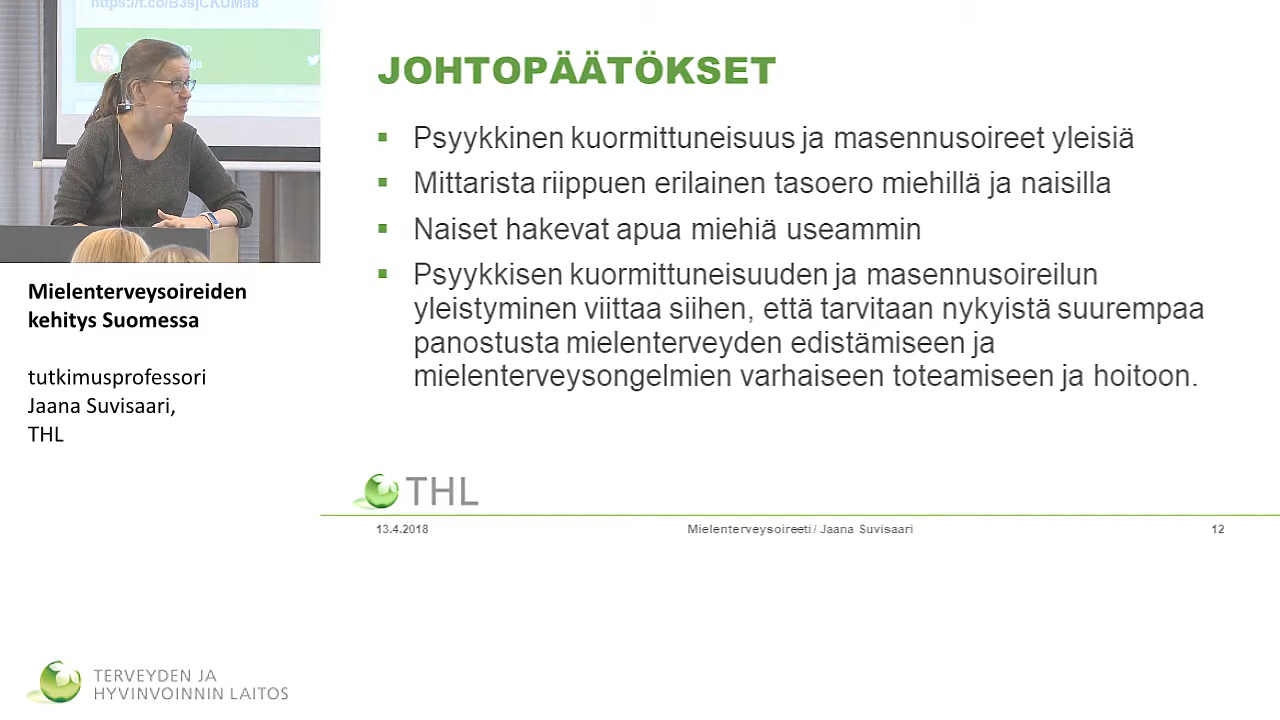 https://t.co/B3sjCKUMa8
JOHTOPÄÄTÖKSET
▪ Psyykkinen kuormittuneisuus ja masennusoireet yleisiä
▪ Mittarista riippuen erilainen tasoero miehillä ja naisilla
▪ Naiset hakevat apua miehiä useammin
▪ Psyykkisen kuormittuneisuuden ja masennusoireilun
yleistyminen viittaa siihen, että tarvitaan nykyistä suurempaa
panostusta mielenterveyden edistämiseen ja
mielenterveysongelmien varhaiseen toteamiseen ja hoitoon.
Mielenterveysoireiden
kehitys Suomessa
tutkimusprofessori
Jaana Suvisaari,
THL
THL
13.4.2018
Mielenterveysoireeti / Jaana Suvisaari
12
TERVEYDEN JA
HYVINVOINNIN LAITOS